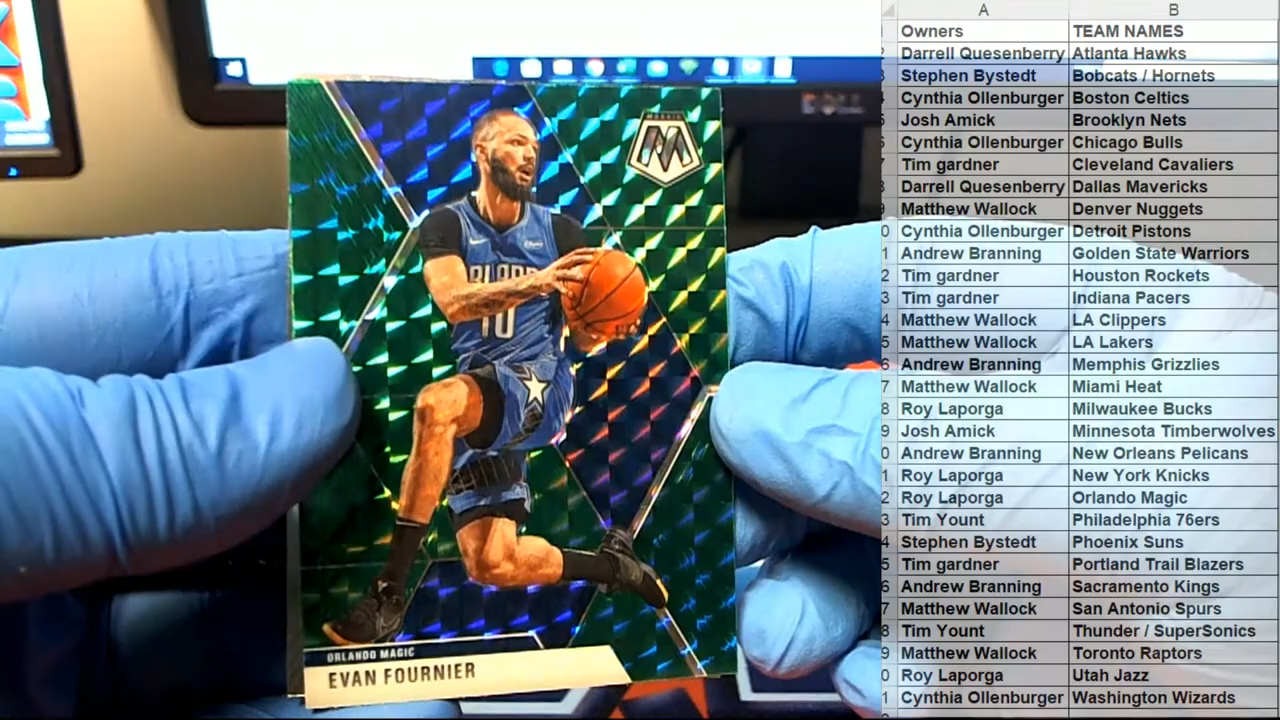 MOSAIC
M
10
ORLANDO MAGIC
EVAN FOURNIER
A B
Owners TEAM NAMES
Darrell Quesenberry Atlanta Hawks
Stephen Bystedt Bobcats / Hornets
Cynthia Ollenburger Boston Celtics
Josh Amick Brooklyn Nets
Cynthia Ollenburger Chicago Bulls
Tim gardner Cleveland Cavaliers
Darrell Quesenberry Dallas Mavericks
Matthew Wallock Denver Nuggets
Cynthia Ollenburger Detroit Pistons
Andrew Branning Golden State Warriors
Tim gardner Houston Rockets
Tim gardner Indiana Pacers
Matthew Wallock LA Clippers
Matthew Wallock LA Lakers
Andrew Branning Memphis Grizzlies
Matthew Wallock Miami Heat
Roy Laporga Milwaukee Bucks
Josh Amick Minnesota Timberwolves
Andrew Branning New Orleans Pelicans
Roy Laporga New York Knicks
Roy Laporga Orlando Magic
Tim Yount Philadelphia 76ers
Stephen Bystedt Phoenix Suns
Tim gardner Portland Trail Blazers
Andrew Branning Sacramento Kings
Matthew Wallock San Antonio Spurs
Tim Yount Thunder / SuperSonics
Matthew Wallock Toronto Raptors
Roy Laporga Utah Jazz
Cynthia Ollenburger Washington Wizards